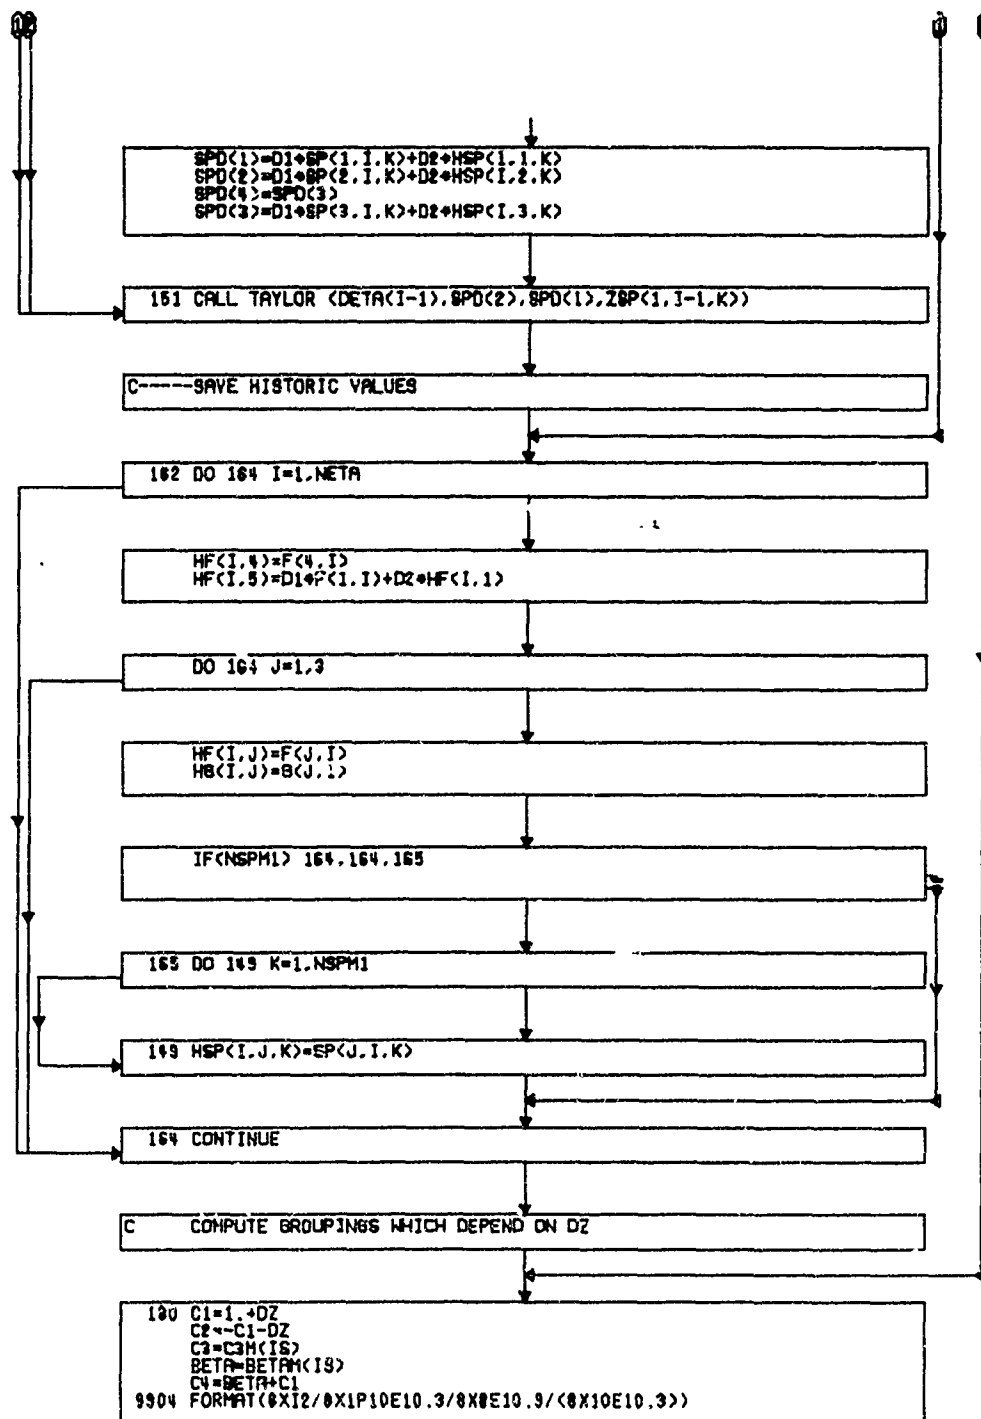 SPD(1)=D1*SP(1,I,K)+D2*HSP(I,1,K)
SPD(2)=D1*SP(2,I,K)+D2*HSP(I,2,K)
SPD(4)=SPD(3)
SPD(3)=D1*SP(3,I,K)+D2*HSP(I,3,K)
151 CALL TAYLOR (DETA(I-1),SPD(2),SPD(1),ZSP(1,I-1,K))
C-----SAVE HISTORIC VALUES
162 DO 164 I=1,NETA
HF(I,4)=F(4,I)
HF(I,5)=D1*F(1,I)+D2*HF(I,1)
DO 164 J=1,3
HF(I,J)=F(J,I)
HG(I,J)=G(J,I)
IF(NSPM1) 164,164,165
165 DO 149 K=1,NSPM1
149 HSP(I,J,K)=SP(J,I,K)
164 CONTINUE
C COMPUTE GROUPINGS WHICH DEPEND ON DZ
180 C1=1.+DZ
C2=-C1-DZ
C3=C3M(IS)
BETA=BETAM(IS)
C4=BETA+C1
9904 FORMAT(8XI2/8X1P10E10.3/8X8E10.3/(8X10E10.3))